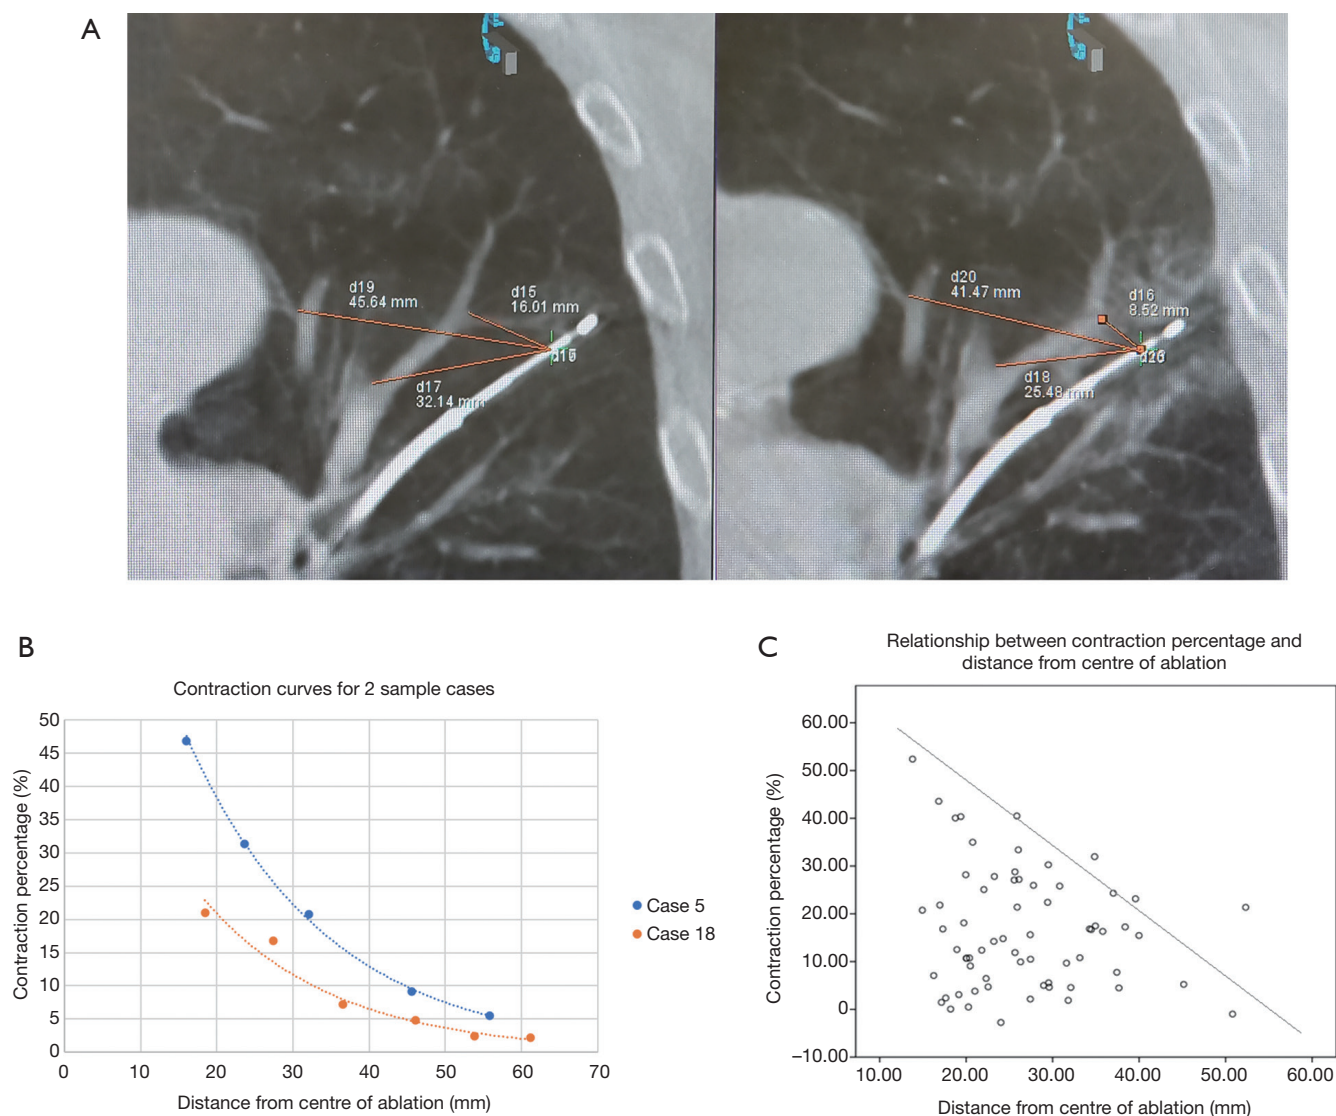 A
d19
45.64 mm
d15
16.01 mm
d17
32.14 mm
d20
41.47 mm
d16
8.52 mm
d18
25.48 mm
B
Contraction curves for 2 sample cases
Contraction percentage (%)
50
45
40
35
30
25
20
15
10
5
0
0 10 20 30 40 50 60 70
Distance from centre of ablation (mm)
Case 5
Case 18
C
Relationship between contraction percentage and
distance from centre of ablation
Contraction percentage (%)
60.00
50.00
40.00
30.00
20.00
10.00
0
−10.00
10.00 20.00 30.00 40.00 50.00 60.00
Distance from centre of ablation (mm)